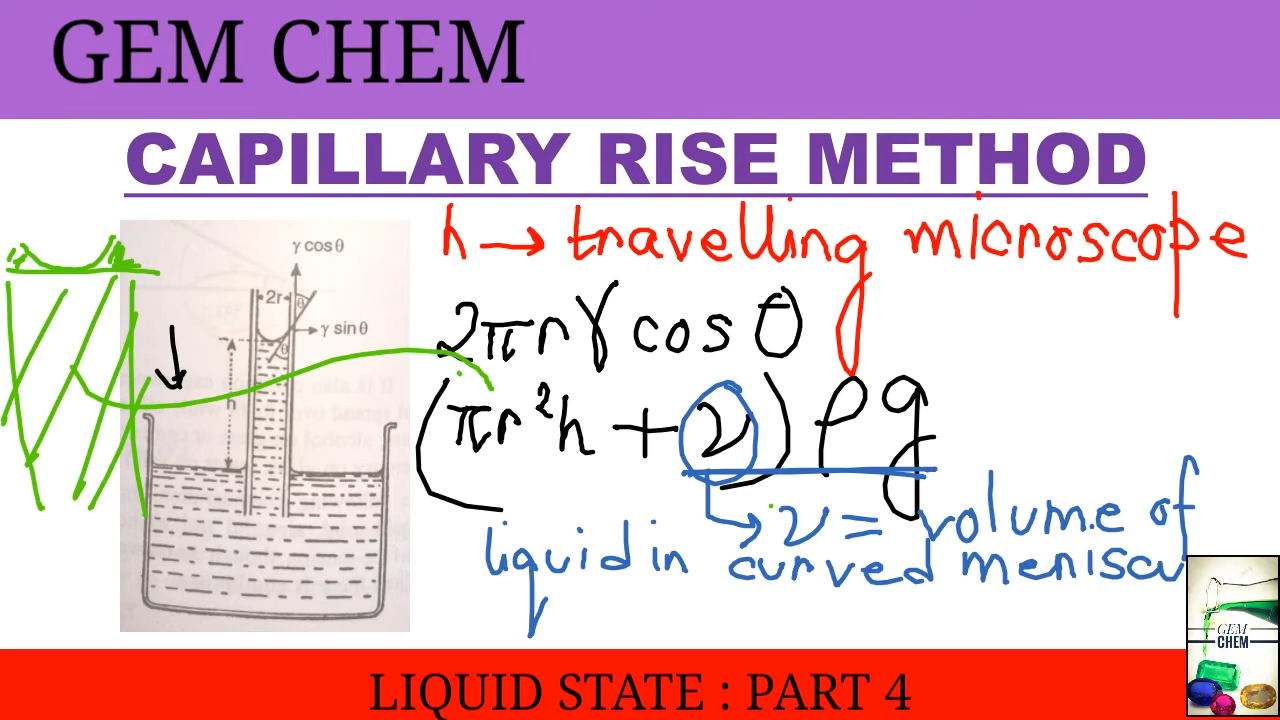 GEM CHEM
CAPILLARY RISE METHOD
h → travelling microscope
γ cos θ
2r
θ
γ sin θ
θ
h
2πrγ cos θ
(πr²h + v) ρg
v = volume of
liquid in curved meniscu
GEM
CHEM
LIQUID STATE : PART 4